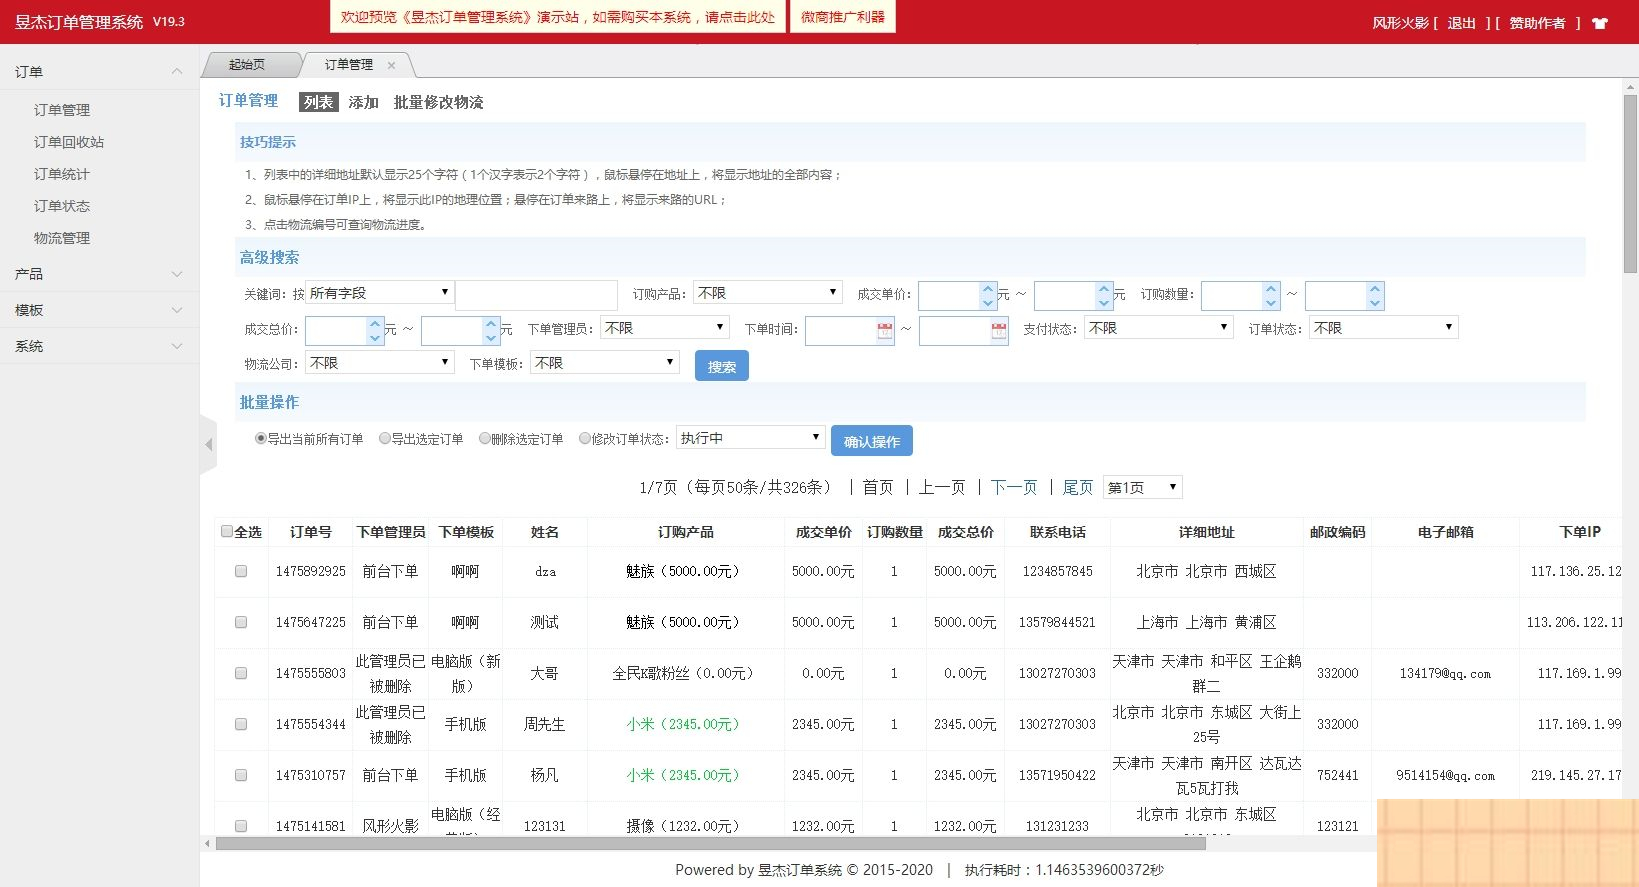 昱杰订单管理系统 V19.3
欢迎预览《昱杰订单管理系统》演示站，如需购买本系统，请点击此处
微商推广利器
风形火影 [ 退出 ] [ 赞助作者 ]
订单
订单管理
订单回收站
订单统计
订单状态
物流管理
产品
模板
系统
起始页 订单管理 ×
订单管理 列表 添加 批量修改物流
技巧提示
1、列表中的详细地址默认显示25个字符（1个汉字表示2个字符），鼠标悬停在地址上，将显示地址的全部内容；
2、鼠标悬停在订单IP上，将显示此IP的地理位置；悬停在订单来路上，将显示来路的URL；
3、点击物流编号可查询物流进度。
高级搜索
关键词：按 所有字段 订购产品： 不限 成交单价： 元 ~ 元 订购数量： ~
成交总价： 元 ~ 元 下单管理员： 不限 下单时间： ~ 支付状态： 不限 订单状态： 不限
物流公司： 不限 下单模板： 不限 搜索
批量操作
导出当前所有订单 导出选定订单 删除选定订单 修改订单状态： 执行中 确认操作
1/7页（每页50条/共326条） | 首页 | 上一页 | 下一页 | 尾页 第1页
全选 订单号 下单管理员 下单模板 姓名 订购产品 成交单价 订购数量 成交总价 联系电话 详细地址 邮政编码 电子邮箱 下单IP
1475892925 前台下单 啊啊 dza 魅族（5000.00元） 5000.00元 1 5000.00元 1234857845 北京市 北京市 西城区 117.136.25.12
1475647225 前台下单 啊啊 测试 魅族（5000.00元） 5000.00元 1 5000.00元 13579844521 上海市 上海市 黄浦区 113.206.122.11
1475555803 此管理员已被删除 电脑版（新版） 大哥 全民K歌粉丝（0.00元） 0.00元 1 0.00元 13027270303 天津市 天津市 和平区 王企鹅群二 332000 134179@qq.com 117.169.1.99
1475554344 此管理员已被删除 手机版 周先生 小米（2345.00元） 2345.00元 1 2345.00元 13027270303 北京市 北京市 东城区 大街上25号 332000 117.169.1.99
1475310757 前台下单 手机版 杨凡 小米（2345.00元） 2345.00元 1 2345.00元 13571950422 天津市 天津市 南开区 达瓦达瓦5瓦打我 752441 9514154@qq.com 219.145.27.17
1475141581 风形火影 电脑版（经 123131 摄像（1232.00元） 1232.00元 1 1232.00元 131231233 北京市 北京市 东城区 123121
Powered by 昱杰订单系统 © 2015-2020 | 执行耗时：1.1463539600372秒